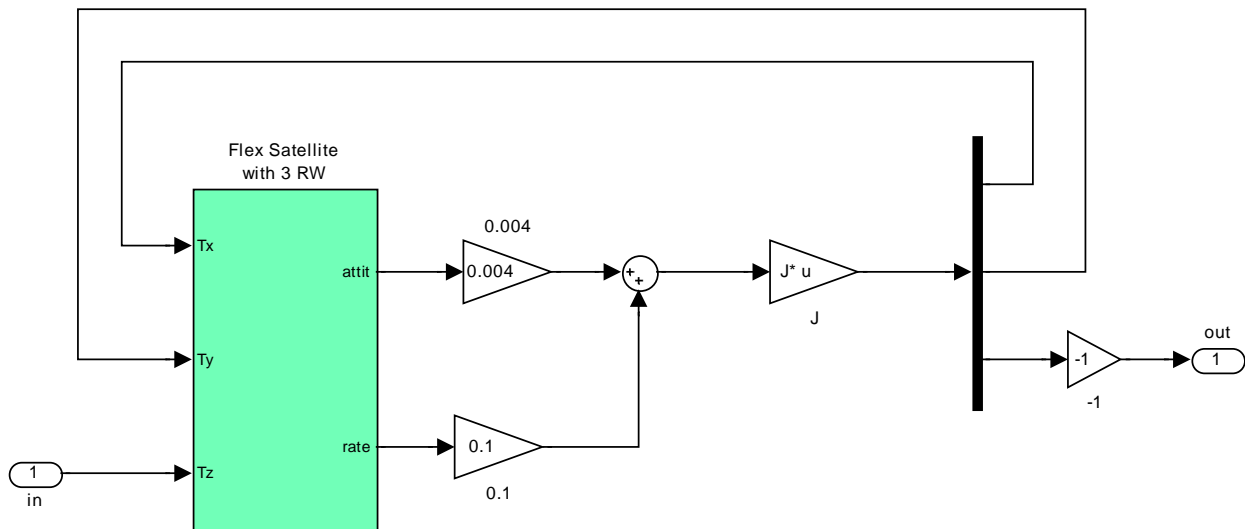 Flex Satellite
with 3 RW
Tx
attit
0.004
0.004
+
+
J* u
J
out
1
-1
-1
Ty
rate
0.1
0.1
1
in
Tz